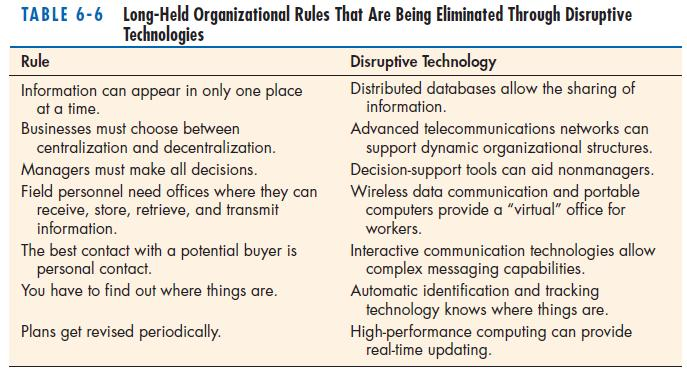 TABLE 6-6 Long-Held Organizational Rules That Are Being Eliminated Through Disruptive
Technologies
Rule Disruptive Technology
Information can appear in only one place
at a time.
Distributed databases allow the sharing of
information.
Businesses must choose between
centralization and decentralization.
Advanced telecommunications networks can
support dynamic organizational structures.
Managers must make all decisions.
Decision-support tools can aid nonmanagers.
Field personnel need offices where they can
receive, store, retrieve, and transmit
information.
Wireless data communication and portable
computers provide a “virtual” office for
workers.
The best contact with a potential buyer is
personal contact.
Interactive communication technologies allow
complex messaging capabilities.
You have to find out where things are.
Automatic identification and tracking
technology knows where things are.
Plans get revised periodically.
High-performance computing can provide
real-time updating.